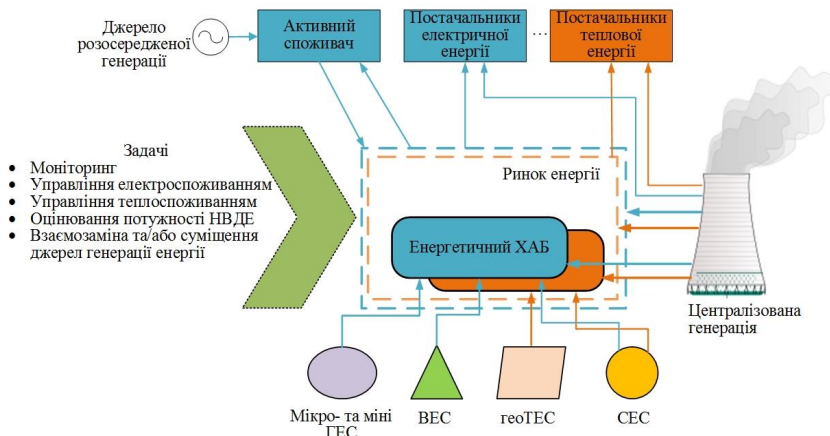 Джерело
розосередженої
генерації
Активний
споживач
Постачальники
електричної
енергії
...
Постачальники
теплової
енергії
Задачі
• Моніторинг
• Управління електроспоживанням
• Управління теплоспоживанням
• Оцінювання потужності НВДЕ
• Взаємозаміна та/або суміщення
джерел генерації енергії
Ринок енергії
Енергетичний ХАБ
Централізована
генерація
Мікро- та міні
ГЕС
ВЕС
геоТЕС
СЕС